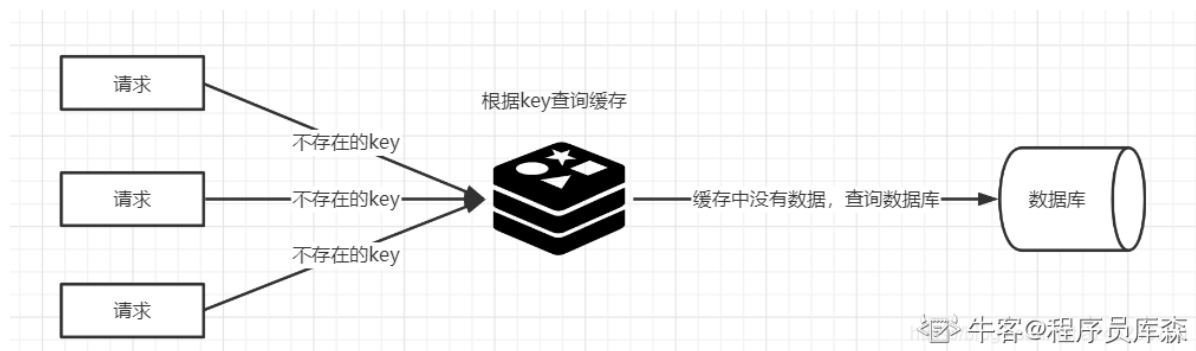 请求
不存在的key
根据key查询缓存
请求
不存在的key
缓存中没有数据，查询数据库
数据库
不存在的key
请求
牛客@程序员库森